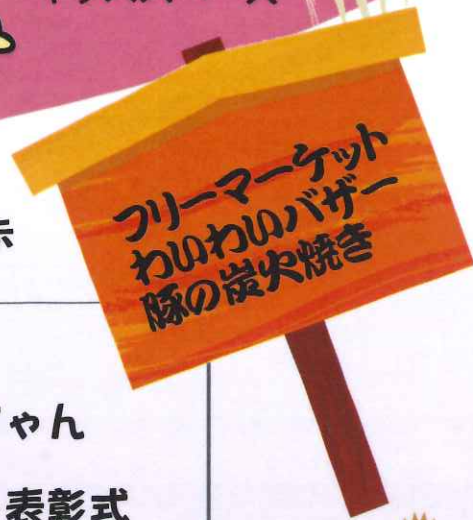 フリーマーケット
わいわいバザー
豚の炭火焼き
ちゃん
表彰式